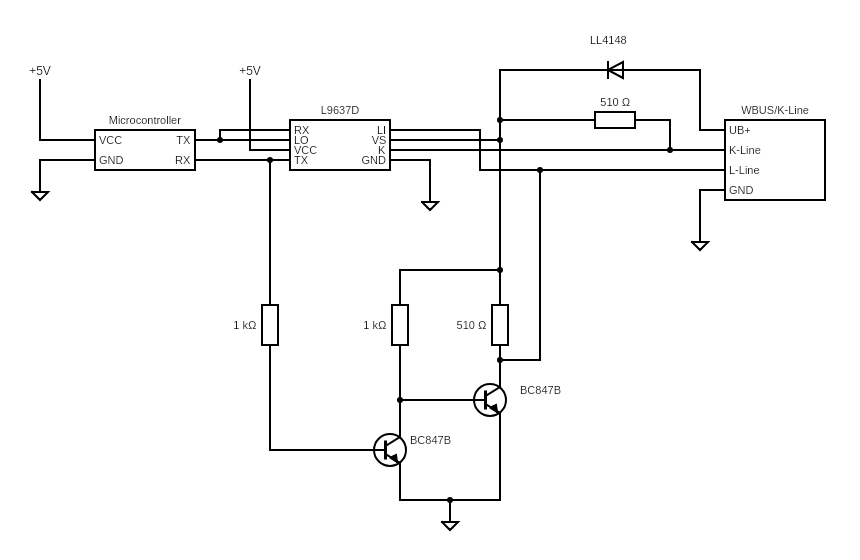 LL4148
+5V
+5V
510 Ω
Microcontroller
L9637D
WBUS/K-Line
VCC
TX
GND
RX
RX
LI
LO
VS
VCC
K
TX
GND
UB+
K-Line
L-Line
GND
1 kΩ
1 kΩ
510 Ω
BC847B
BC847B